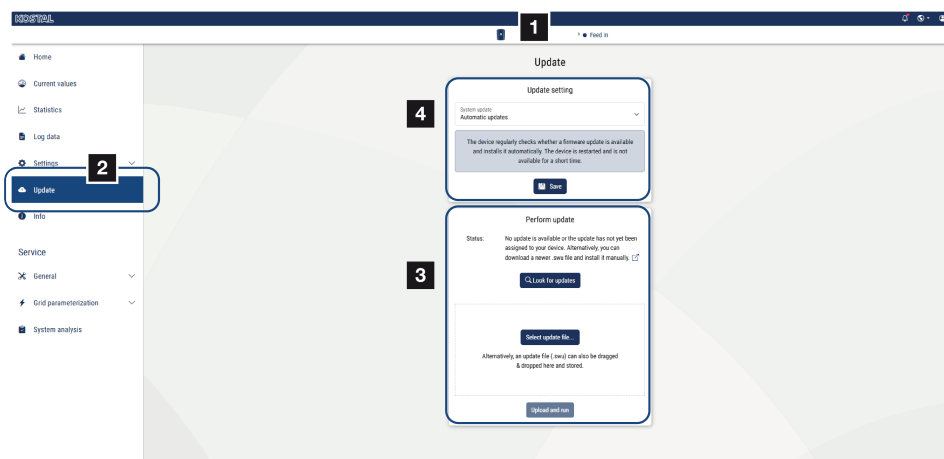 KOSTAL
1
Feed in
Home
Current values
Statistics
Log data
Settings
2
Update
Info
Service
General
Grid parameterization
System analysis
Update
4
Update setting
System update
Automatic updates
The device regularly checks whether a firmware update is available
and installs it automatically. The device is restarted and is not
available for a short time.
Save
3
Perform update
Status:
No update is available or the update has not yet been
assigned to your device. Alternatively, you can
download a newer .swu file and install it manually.
Look for updates
Select update file...
Alternatively, an update file (.swu) can also be dragged
& dropped here and stored.
Upload and run